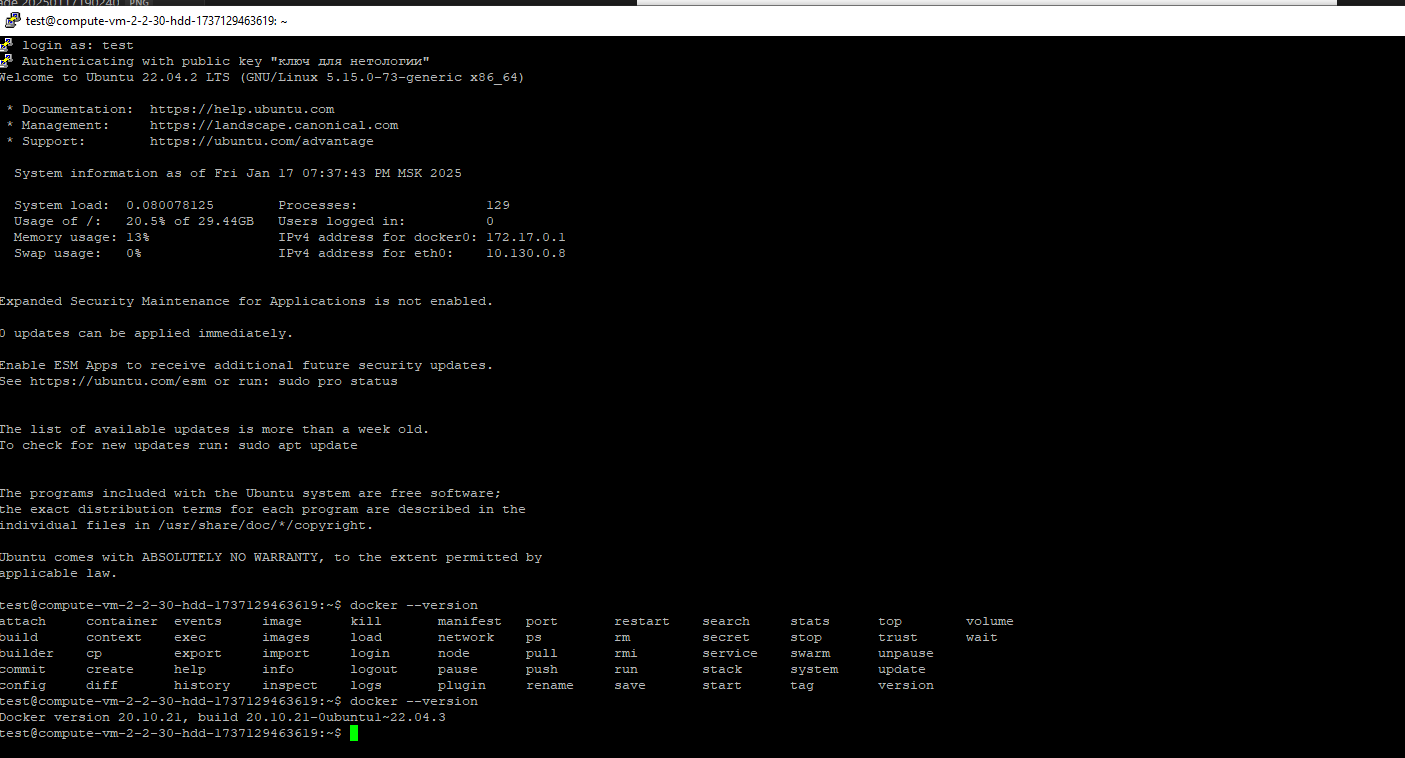 test@compute-vm-2-2-30-hdd-1737129463619: ~
login as: test
Authenticating with public key "ключ для нетологии"
Welcome to Ubuntu 22.04.2 LTS (GNU/Linux 5.15.0-73-generic x86_64)
* Documentation:  https://help.ubuntu.com
* Management:     https://landscape.canonical.com
* Support:        https://ubuntu.com/advantage
System information as of Fri Jan 17 07:37:43 PM MSK 2025
System load:  0.080078125        Processes:                129
Usage of /:   20.5% of 29.44GB   Users logged in:          0
Memory usage: 13%                IPv4 address for docker0: 172.17.0.1
Swap usage:   0%                 IPv4 address for eth0:    10.130.0.8
Expanded Security Maintenance for Applications is not enabled.
0 updates can be applied immediately.
Enable ESM Apps to receive additional future security updates.
See https://ubuntu.com/esm or run: sudo pro status
The list of available updates is more than a week old.
To check for new updates run: sudo apt update
The programs included with the Ubuntu system are free software;
the exact distribution terms for each program are described in the
individual files in /usr/share/doc/*/copyright.
Ubuntu comes with ABSOLUTELY NO WARRANTY, to the extent permitted by
applicable law.
test@compute-vm-2-2-30-hdd-1737129463619:~$ docker --version
attach     container  events     image      kill       manifest   port       restart    search     stats      top        volume
build      context    exec       images     load       network    ps         rm         secret     stop       trust      wait
builder    cp         export     import     login      node       pull       rmi        service    swarm      unpause
commit     create     help       info       logout     pause      push       run        stack      system     update
config     diff       history    inspect    logs       plugin     rename     save       start      tag        version
test@compute-vm-2-2-30-hdd-1737129463619:~$ docker --version
Docker version 20.10.21, build 20.10.21-0ubuntu1~22.04.3
test@compute-vm-2-2-30-hdd-1737129463619:~$